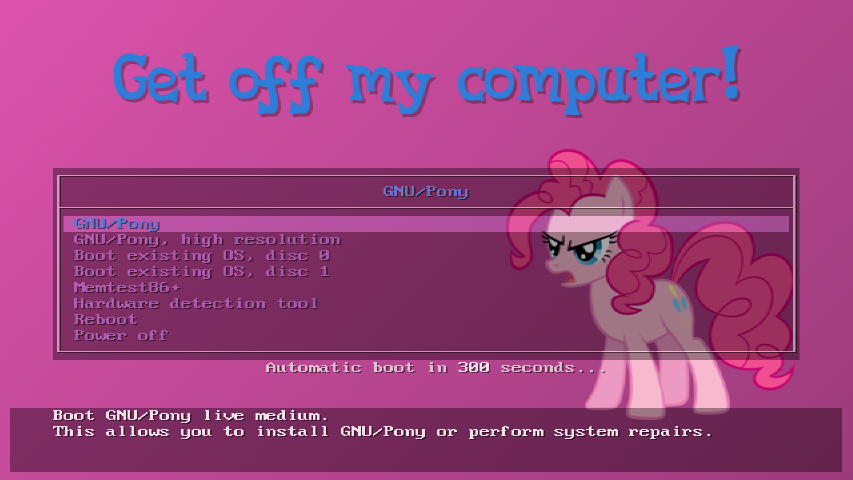 Get off my computer!
GNU/Pony
GNU/Pony
GNU/Pony, high resolution
Boot existing OS, disc 0
Boot existing OS, disc 1
Memtest86+
Hardware detection tool
Reboot
Power off
Automatic boot in 300 seconds...
Boot GNU/Pony live medium.
This allows you to install GNU/Pony or perform system repairs.